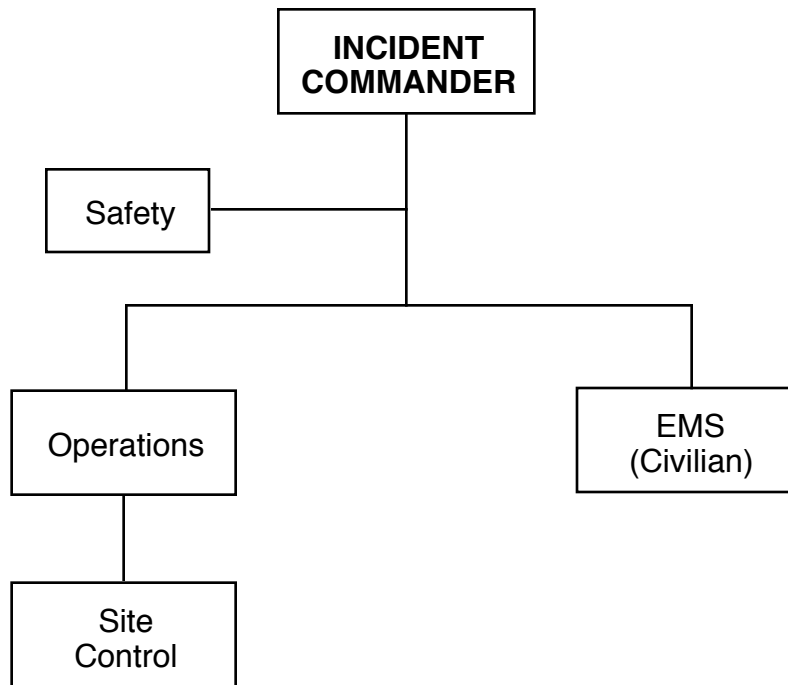 INCIDENT
COMMANDER
Safety
Operations
EMS
(Civilian)
Site
Control